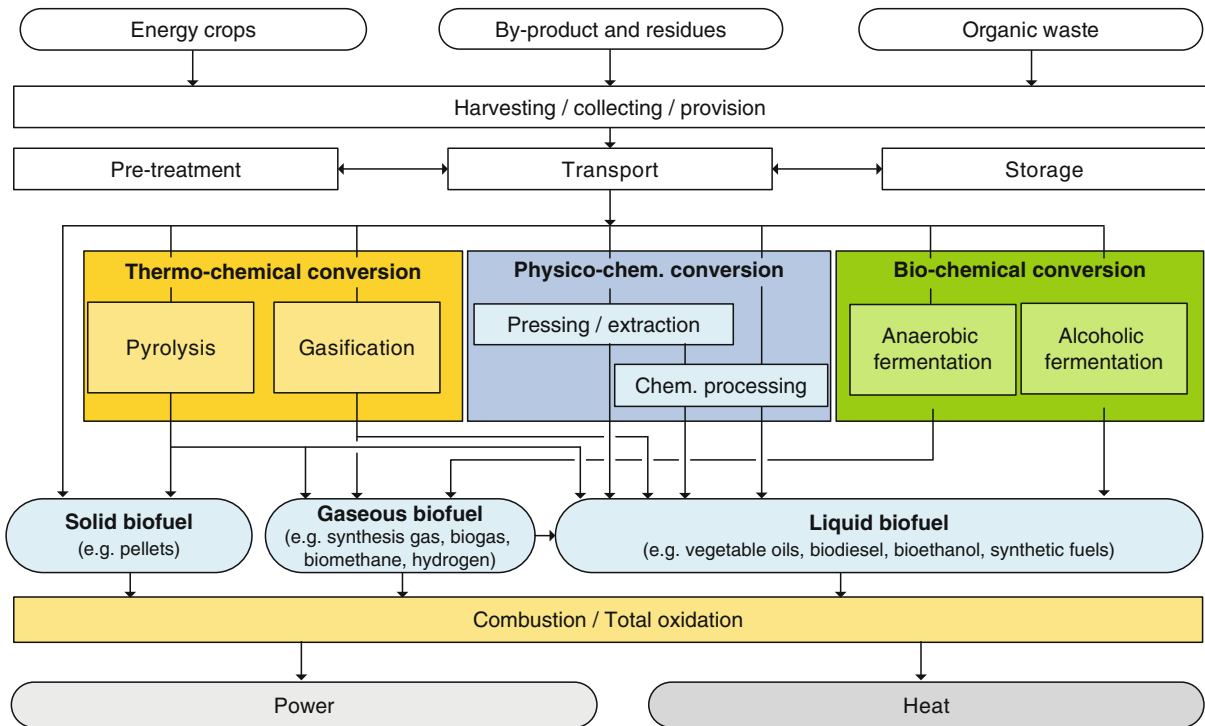 Energy crops
By-product and residues
Organic waste
Harvesting / collecting / provision
Pre-treatment
Transport
Storage
Thermo-chemical conversion
Physico-chem. conversion
Bio-chemical conversion
Pyrolysis
Gasification
Pressing / extraction
Chem. processing
Anaerobic
fermentation
Alcoholic
fermentation
Solid biofuel
(e.g. pellets)
Gaseous biofuel
(e.g. synthesis gas, biogas,
biomethane, hydrogen)
Liquid biofuel
(e.g. vegetable oils, biodiesel, bioethanol, synthetic fuels)
Combustion / Total oxidation
Power
Heat